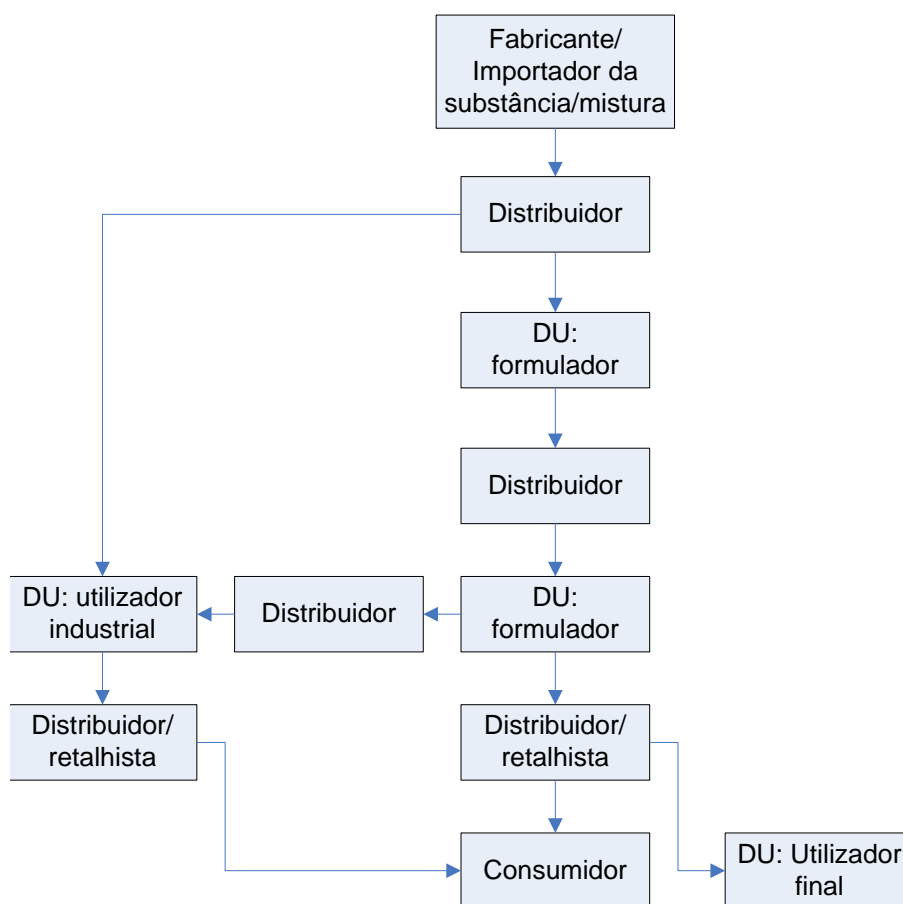 Fabricante/
Importador da
substância/mistura
Distribuidor
DU:
formulador
Distribuidor
DU: utilizador
industrial
Distribuidor
DU:
formulador
Distribuidor/
retalhista
Distribuidor/
retalhista
Consumidor
DU: Utilizador
final